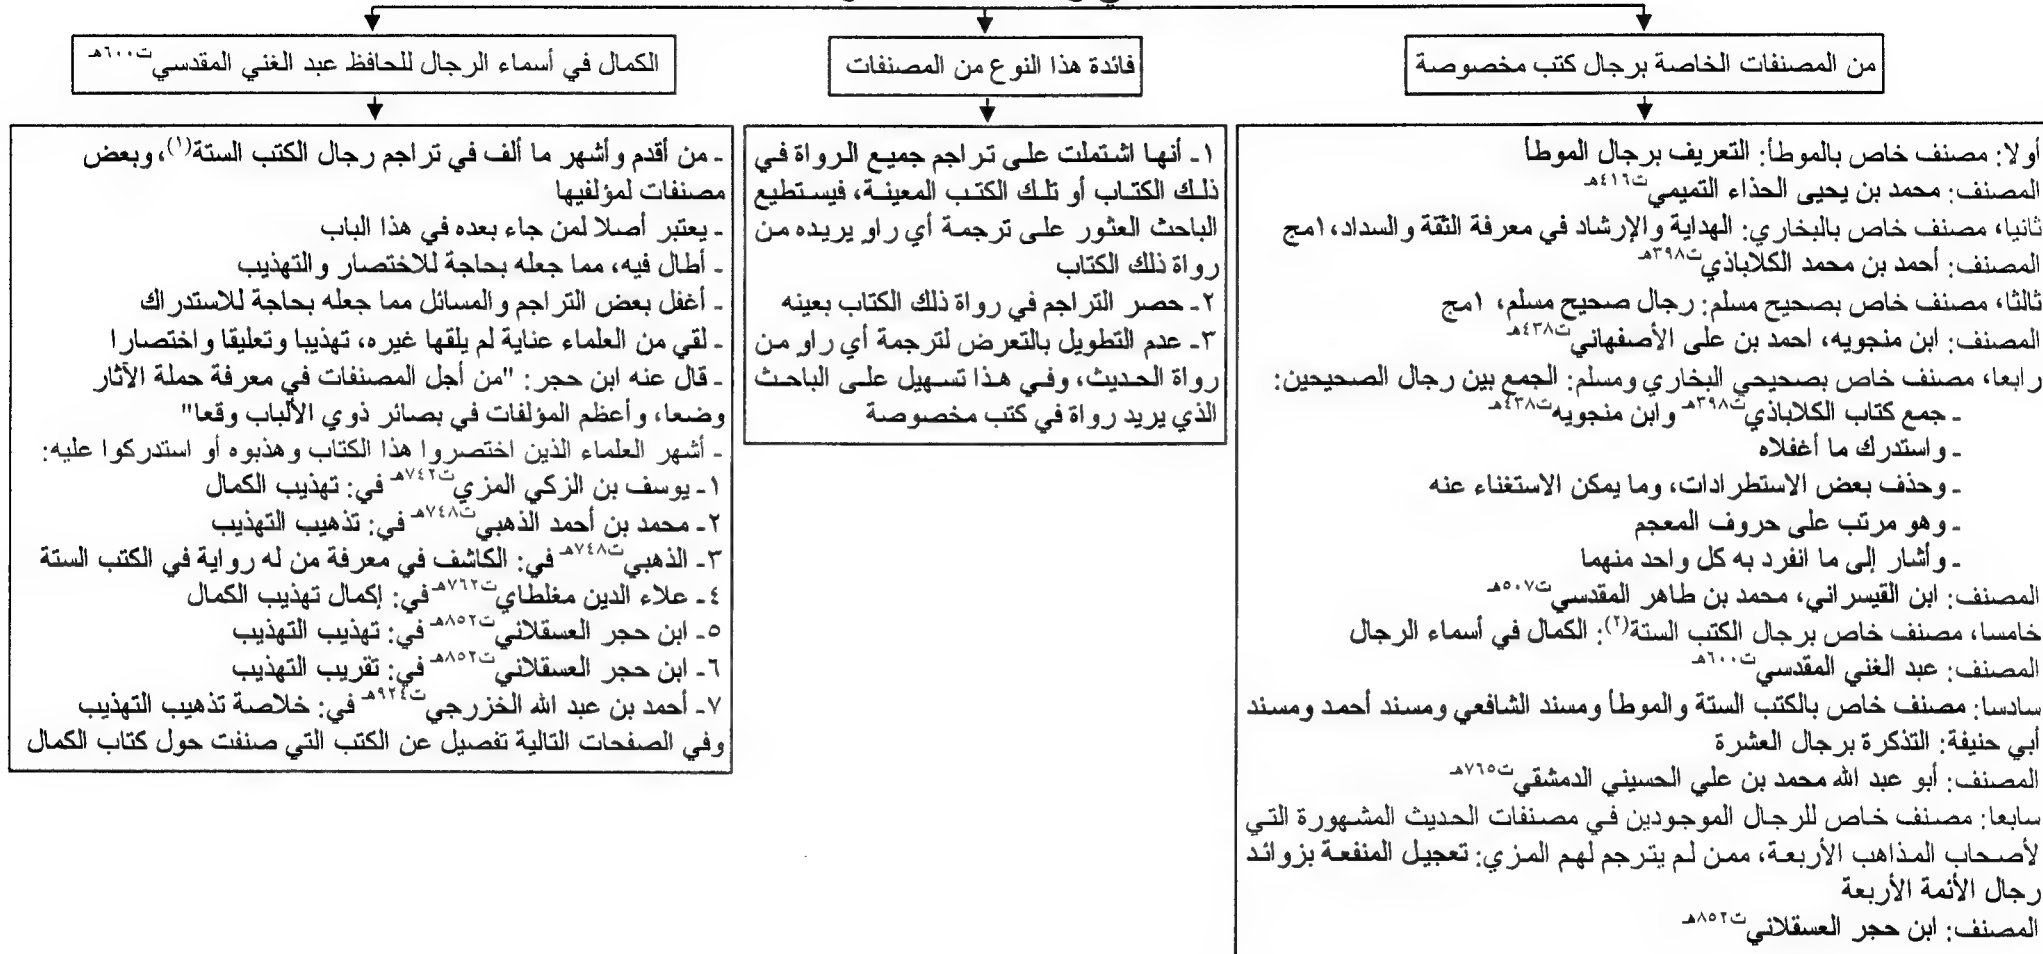 من المصنفات الخاصة برجال كتب مخصوصة
أولا: مصنف خاص بالموطأ: التعريف برجال الموطأ
المصنف: محمد بن يحيى الحذاء التميمي ت٤١٦هـ
ثانيا، مصنف خاص بالبخاري: الهداية والإرشاد في معرفة الثقة والسداد، ١مج
المصنف: أحمد بن محمد الكلاباذي ت٣٩٨هـ
ثالثا، مصنف خاص بصحيح مسلم: رجال صحيح مسلم، ١مج
المصنف: ابن منجويه، احمد بن على الأصفهاني ت٤٣٨هـ
رابعا، مصنف خاص بصحيحي البخاري ومسلم: الجمع بين رجال الصحيحين:
- جمع كتاب الكلاباذي ت٣٩٨هـ وابن منجويه ت٤٣٨هـ
- واستدرك ما أغفلاه
- وحذف بعض الاستطرادات، وما يمكن الاستغناء عنه
- وهو مرتب على حروف المعجم
- وأشار إلى ما انفرد به كل واحد منهما
المصنف: ابن القيسراني، محمد بن طاهر المقدسي ت٥٠٧هـ
خامسا، مصنف خاص برجال الكتب الستة(٢): الكمال في أسماء الرجال
المصنف: عبد الغني المقدسي ت٦٠٠هـ
سادسا: مصنف خاص بالكتب الستة والموطأ ومسند الشافعي ومسند أحمد ومسند
أبي حنيفة: التذكرة برجال العشرة
المصنف: أبو عبد الله محمد بن علي الحسيني الدمشقي ت٧٦٥هـ
سابعا: مصنف خاص للرجال الموجودين في مصنفات الحديث المشهورة التي
لأصحاب المذاهب الأربعة، ممن لم يترجم لهم المزي: تعجيل المنفعة بزوائد
رجال الأئمة الأربعة
المصنف: ابن حجر العسقلاني ت٨٥٢هـ
فائدة هذا النوع من المصنفات
١- أنها اشتملت على تراجم جميع الرواة في
ذلك الكتاب أو تلك الكتب المعينة، فيستطيع
الباحث العثور على ترجمة أي راو يريده من
رواة ذلك الكتاب
٢- حصر التراجم في رواة ذلك الكتاب بعينه
٣- عدم التطويل بالتعرض لترجمة أي راو من
رواة الحديث، وفي هذا تسهيل على الباحث
الذي يريد رواة في كتب مخصوصة
الكمال في أسماء الرجال للحافظ عبد الغني المقدسي ت٦٠٠هـ
- من أقدم وأشهر ما ألف في تراجم رجال الكتب الستة(١)، وبعض
مصنفات لمؤلفيها
- يعتبر أصلا لمن جاء بعده في هذا الباب
- أطال فيه، مما جعله بحاجة للاختصار والتهذيب
- أغفل بعض التراجم والمسائل مما جعله بحاجة للاستدراك
- لقي من العلماء عناية لم يلقها غيره، تهذيبا وتعليقا واختصارا
- قال عنه ابن حجر: "من أجل المصنفات في معرفة حملة الآثار
وضعا، وأعظم المؤلفات في بصائر ذوي الألباب وقعا"
- أشهر العلماء الذين اختصروا هذا الكتاب وهذبوه أو استدركوا عليه:
١- يوسف بن الزكي المزي ت٧٤٢هـ في: تهذيب الكمال
٢- محمد بن أحمد الذهبي ت٧٤٨هـ في: تذهيب التهذيب
٣- الذهبي ت٧٤٨هـ في: الكاشف في معرفة من له رواية في الكتب الستة
٤- علاء الدين مغلطاي ت٧٦٢هـ في: إكمال تهذيب الكمال
٥- ابن حجر العسقلاني ت٨٥٢هـ في: تهذيب التهذيب
٦- ابن حجر العسقلاني ت٨٥٢هـ في: تقريب التهذيب
٧- أحمد بن عبد الله الخزرجي ت٩٢٤هـ في: خلاصة تذهيب التهذيب
وفي الصفحات التالية تفصيل عن الكتب التي صنفت حول كتاب الكمال